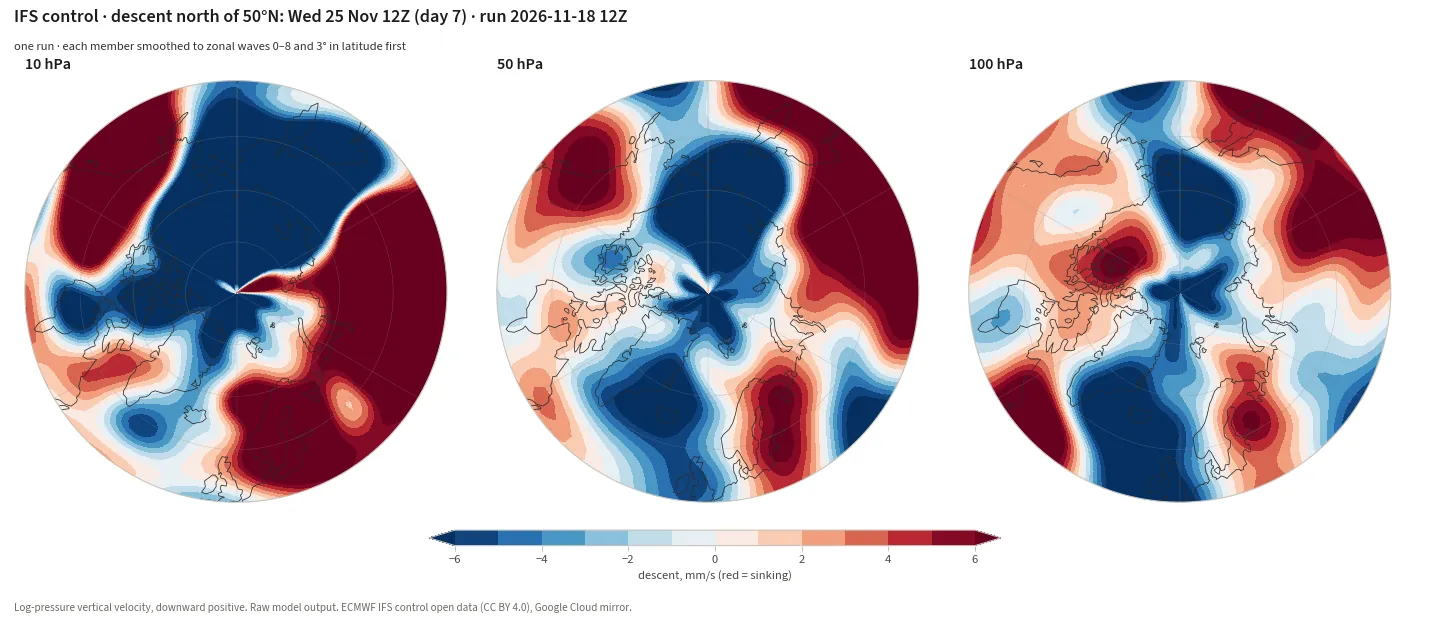 IFS control · descent north of 50°N: Wed 25 Nov 12Z (day 7) · run 2026-11-18 12Z
one run · each member smoothed to zonal waves 0–8 and 3° in latitude first
10 hPa
50 hPa
100 hPa
−6 −4 −2 0 2 4 6
descent, mm/s (red = sinking)
Log-pressure vertical velocity, downward positive. Raw model output. ECMWF IFS control open data (CC BY 4.0), Google Cloud mirror.